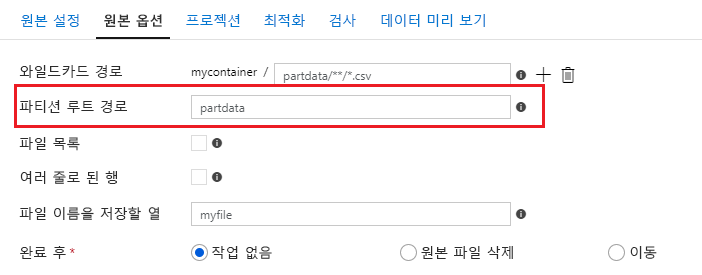 원본 설정 원본 옵션 프로젝션 최적화 검사 데이터 미리 보기
와일드카드 경로 mycontainer / partdata/**/*.csv
파티션 루트 경로 partdata
파일 목록
여러 줄로 된 행
파일 이름을 저장할 열 myfile
완료 후 * 작업 없음 원본 파일 삭제 이동